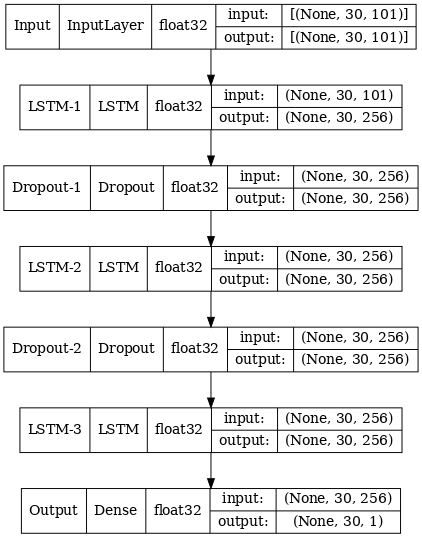 Input InputLayer float32 input: [(None, 30, 101)]
output: [(None, 30, 101)]
LSTM-1 LSTM float32 input: (None, 30, 101)
output: (None, 30, 256)
Dropout-1 Dropout float32 input: (None, 30, 256)
output: (None, 30, 256)
LSTM-2 LSTM float32 input: (None, 30, 256)
output: (None, 30, 256)
Dropout-2 Dropout float32 input: (None, 30, 256)
output: (None, 30, 256)
LSTM-3 LSTM float32 input: (None, 30, 256)
output: (None, 30, 256)
Output Dense float32 input: (None, 30, 256)
output: (None, 30, 1)